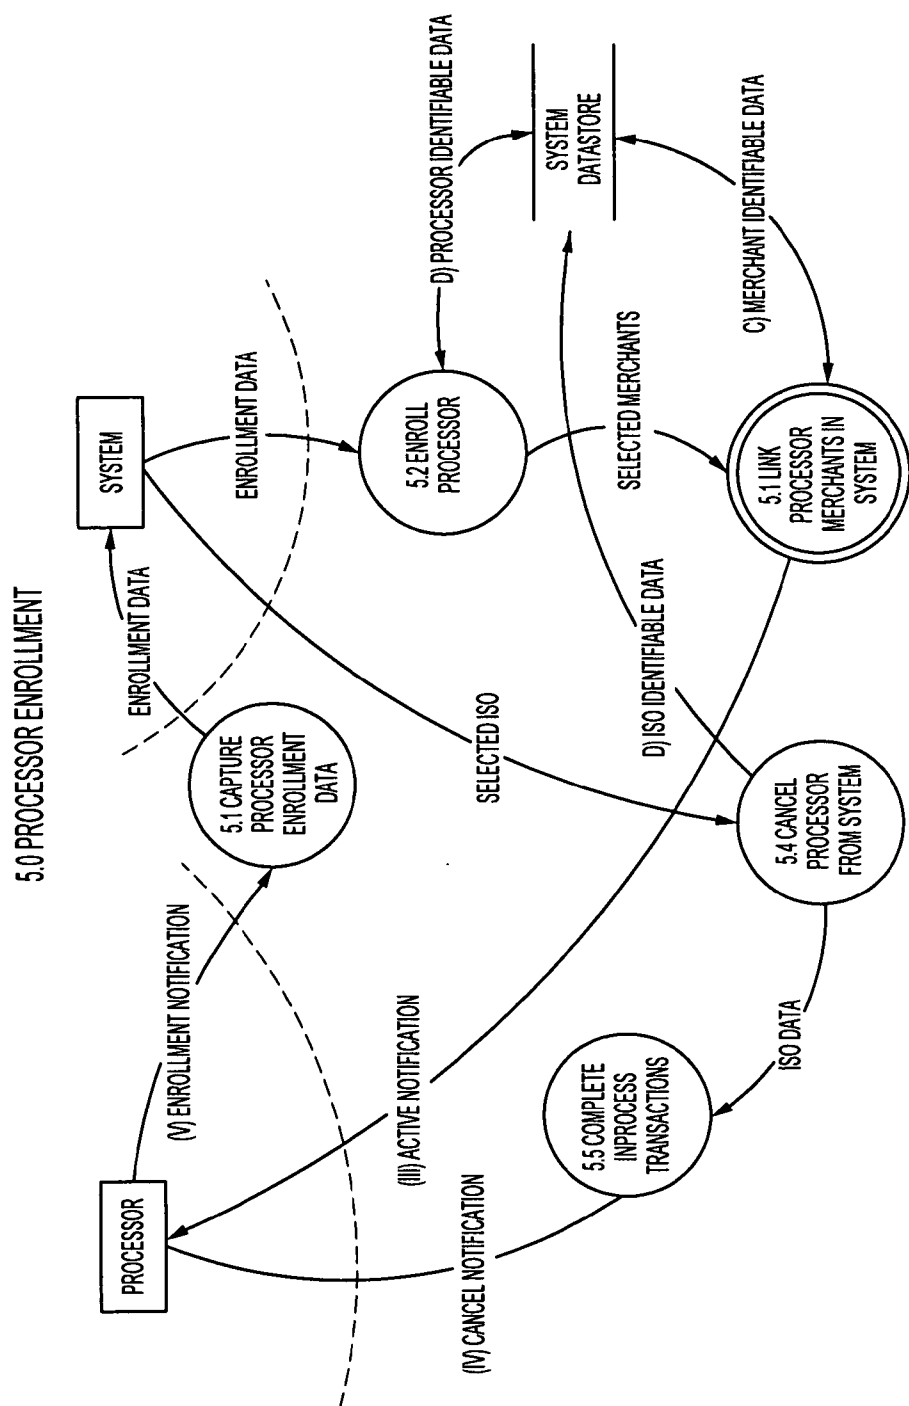 5.0 PROCESSOR ENROLLMENT
PROCESSOR
(V) ENROLLMENT NOTIFICATION
5.1 CAPTURE
PROCESSOR
ENROLLMENT
DATA
ENROLLMENT DATA
SYSTEM
ENROLLMENT DATA
(III) ACTIVE NOTIFICATION
(IV) CANCEL NOTIFICATION
SELECTED ISO
5.2 ENROLL
PROCESSOR
D) PROCESSOR IDENTIFIABLE DATA
SYSTEM
DATASTORE
5.5 COMPLETE
INPROCESS
TRANSACTIONS
D) ISO IDENTIFIABLE DATA
SELECTED MERCHANTS
C) MERCHANT IDENTIFIABLE DATA
ISO DATA
5.4 CANCEL
PROCESSOR
FROM SYSTEM
5.1 LINK
PROCESSOR
MERCHANTS IN
SYSTEM